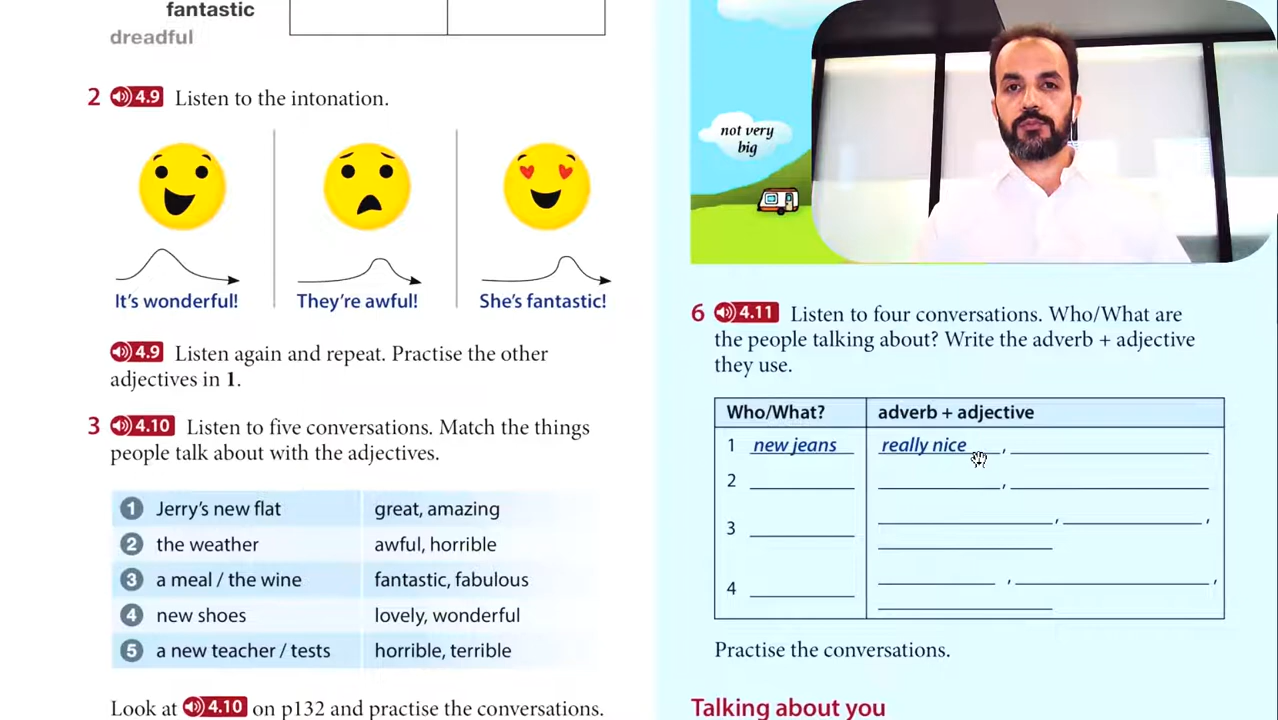 fantastic
dreadful
2 4.9 Listen to the intonation.
It's wonderful!
They're awful!
She's fantastic!
4.9 Listen again and repeat. Practise the other
adjectives in 1.
3 4.10 Listen to five conversations. Match the things
people talk about with the adjectives.
1 Jerry's new flat great, amazing
2 the weather awful, horrible
3 a meal / the wine fantastic, fabulous
4 new shoes lovely, wonderful
5 a new teacher / tests horrible, terrible
Look at 4.10 on p132 and practise the conversations.
not very
big
6 4.11 Listen to four conversations. Who/What are
the people talking about? Write the adverb + adjective
they use.
Who/What? adverb + adjective
1 new jeans really nice ,
2 ,
3 , ,
4 , ,
Practise the conversations.
Talking about you